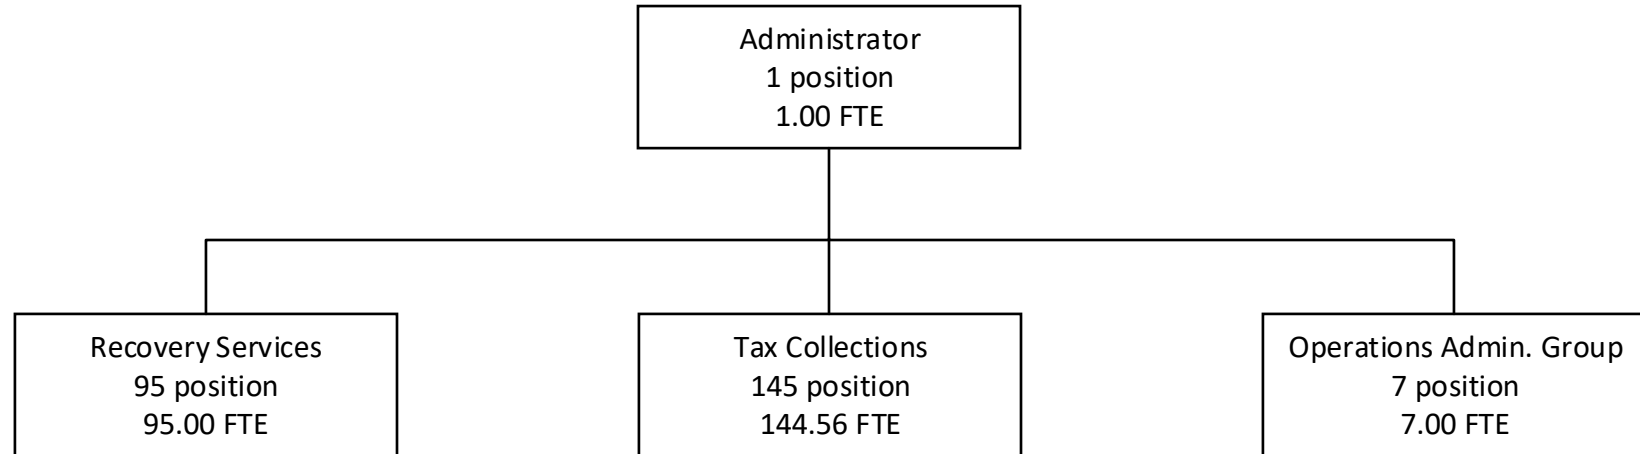 Administrator
1 position
1.00 FTE
Recovery Services
95 position
95.00 FTE
Tax Collections
145 position
144.56 FTE
Operations Admin. Group
7 position
7.00 FTE